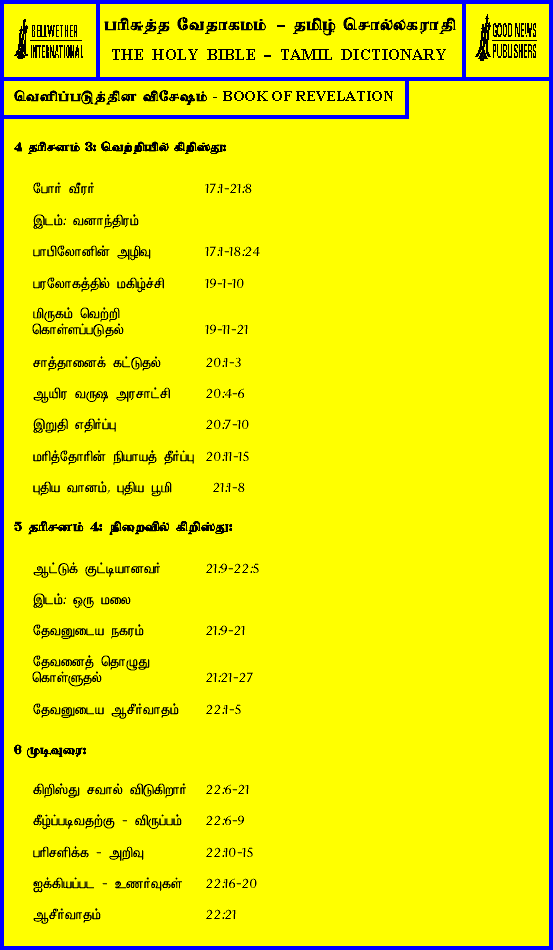 BELLWETHER
INTERNATIONAL
பரிசுத்த வேதாகமம் – தமிழ் சொல்லகராதி
THE HOLY BIBLE – TAMIL DICTIONARY
GOOD NEWS
PUBLISHERS
வெளிப்படுத்தின விசேஷம் - BOOK OF REVELATION
4 தரிசனம் 3: வெற்றியில் கிறிஸ்து:
போர் வீரர் 17:1-21:8
இடம்: வனாந்திரம்
பாபிலோனின் அழிவு 17:1-18:24
பரலோகத்தில் மகிழ்ச்சி 19-1-10
மிருகம் வெற்றி
கொள்ளப்படுதல் 19-11-21
சாத்தானைக் கட்டுதல் 20:1-3
ஆயிர வருஷ அரசாட்சி 20:4-6
இறுதி எதிர்ப்பு 20:7-10
மரித்தோரின் நியாயத் தீர்ப்பு 20:11-15
புதிய வானம், புதிய பூமி 21:1-8
5 தரிசனம் 4: நிறைவில் கிறிஸ்து:
ஆட்டுக் குட்டியானவர் 21:9-22:5
இடம்: ஒரு மலை
தேவனுடைய நகரம் 21:9-21
தேவனைத் தொழுது
கொள்ளுதல் 21:21-27
தேவனுடைய ஆசீர்வாதம் 22:1-5
6 முடிவுரை:
கிறிஸ்து சவால் விடுகிறார் 22:6-21
கீழ்ப்படிவதற்கு - விருப்பம் 22:6-9
பரிசளிக்க - அறிவு 22:10-15
ஐக்கியப்பட - உணர்வுகள் 22:16-20
ஆசீர்வாதம் 22:21